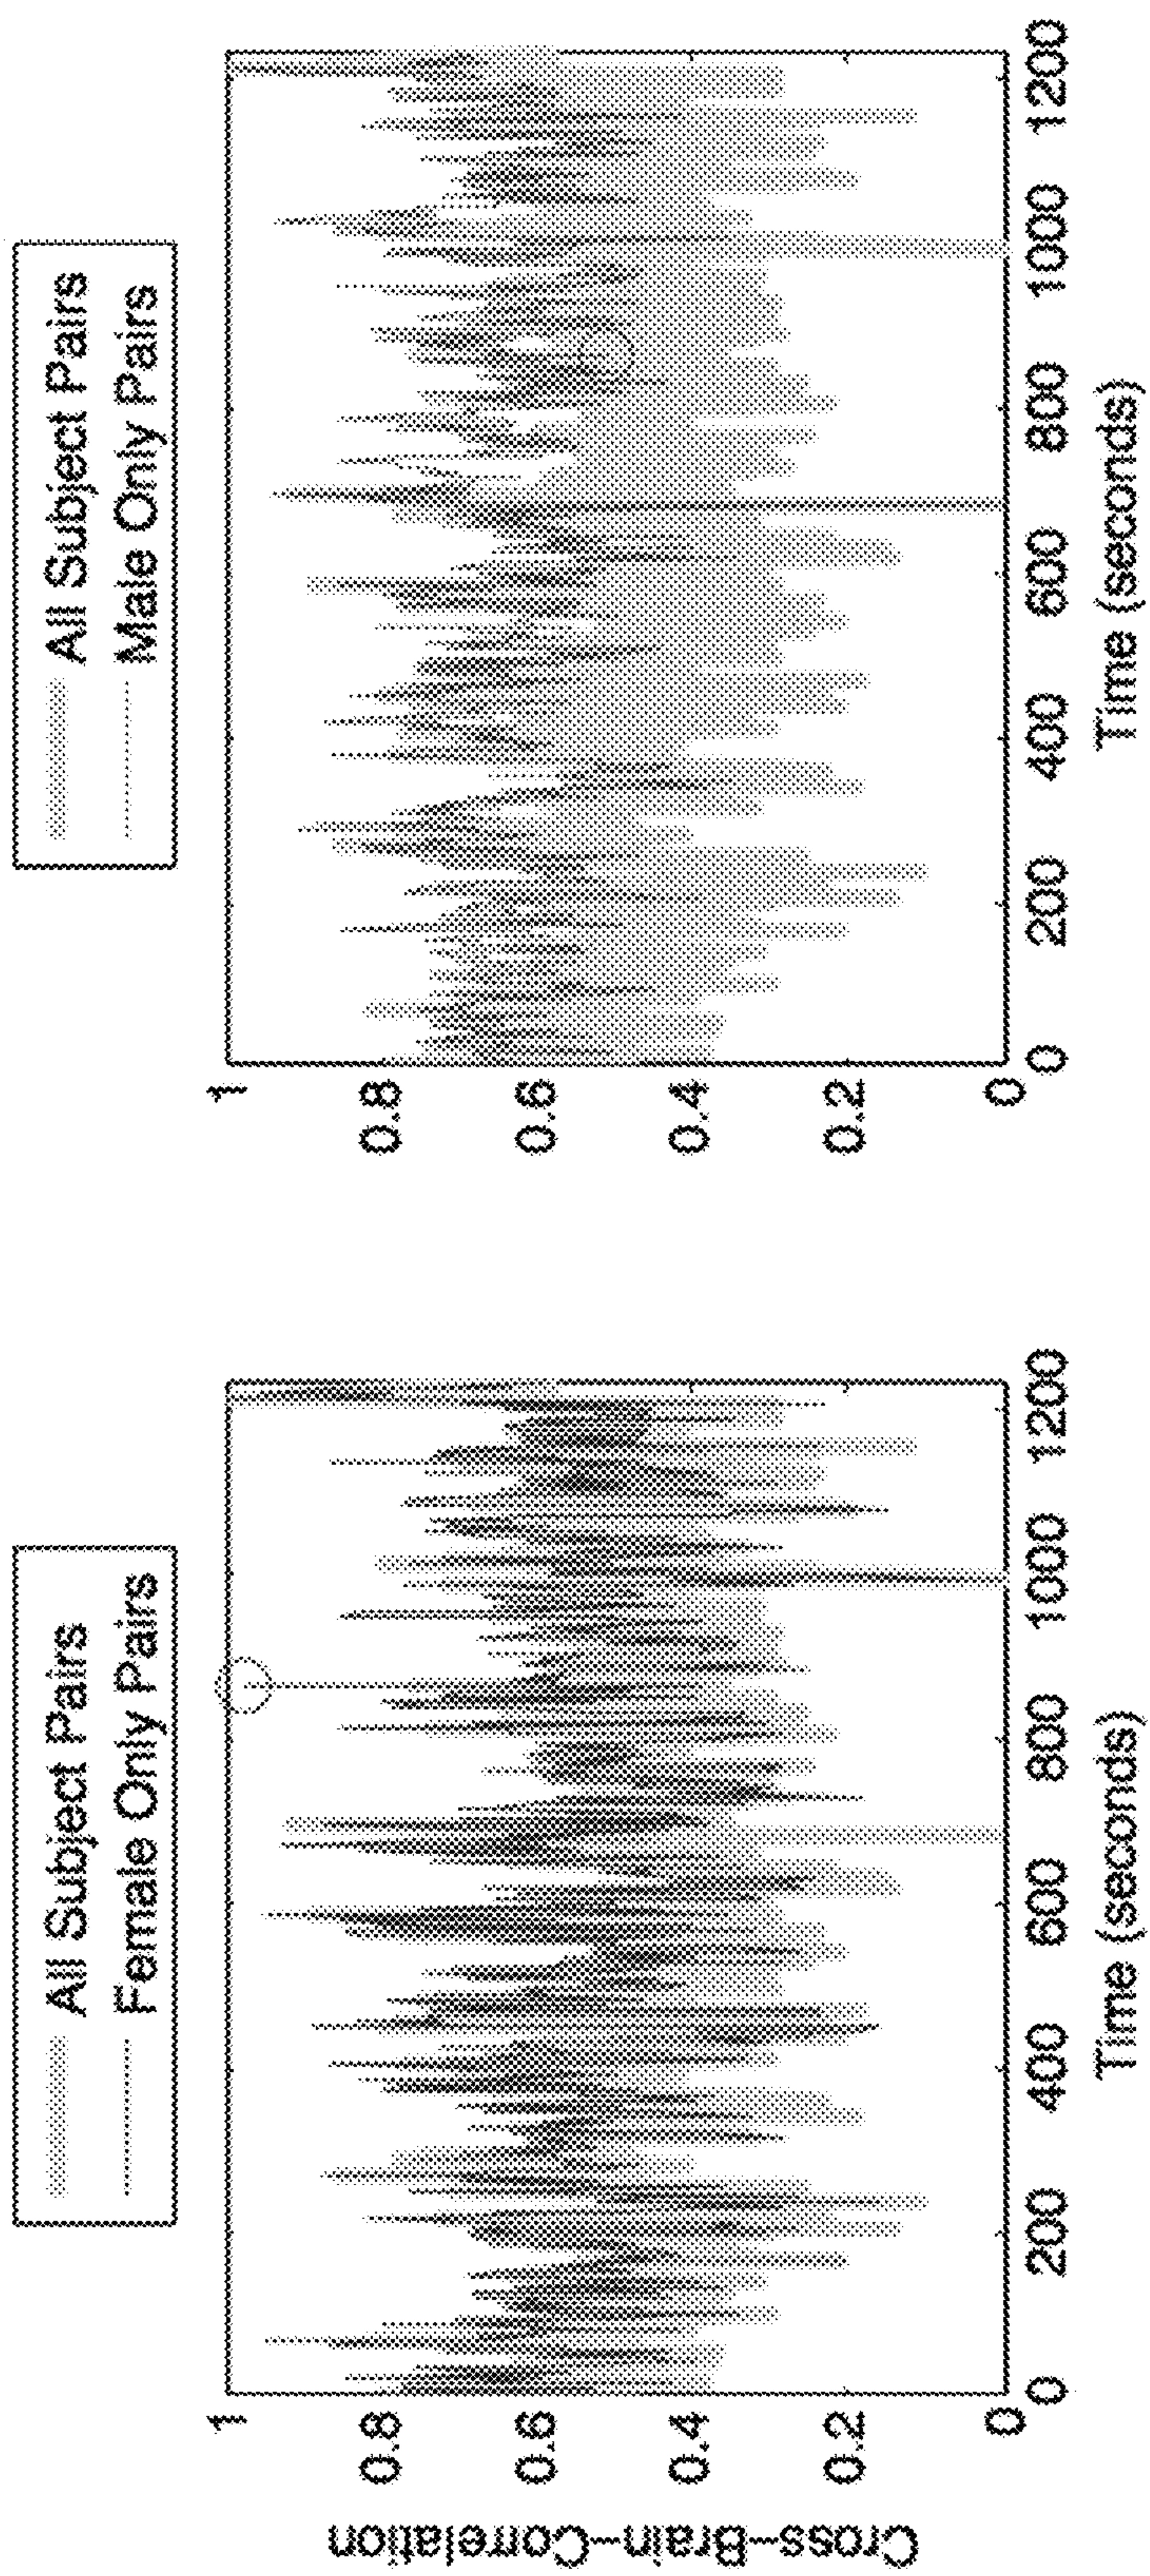 All Subject Pairs
Female Only Pairs
Cross-Brain-Correlation
1
0.8
0.6
0.4
0.2
0
0 200 400 600 800 1000 1200
Time (seconds)
All Subject Pairs
Male Only Pairs
1
0.8
0.6
0.4
0.2
0
0 200 400 600 800 1000 1200
Time (seconds)